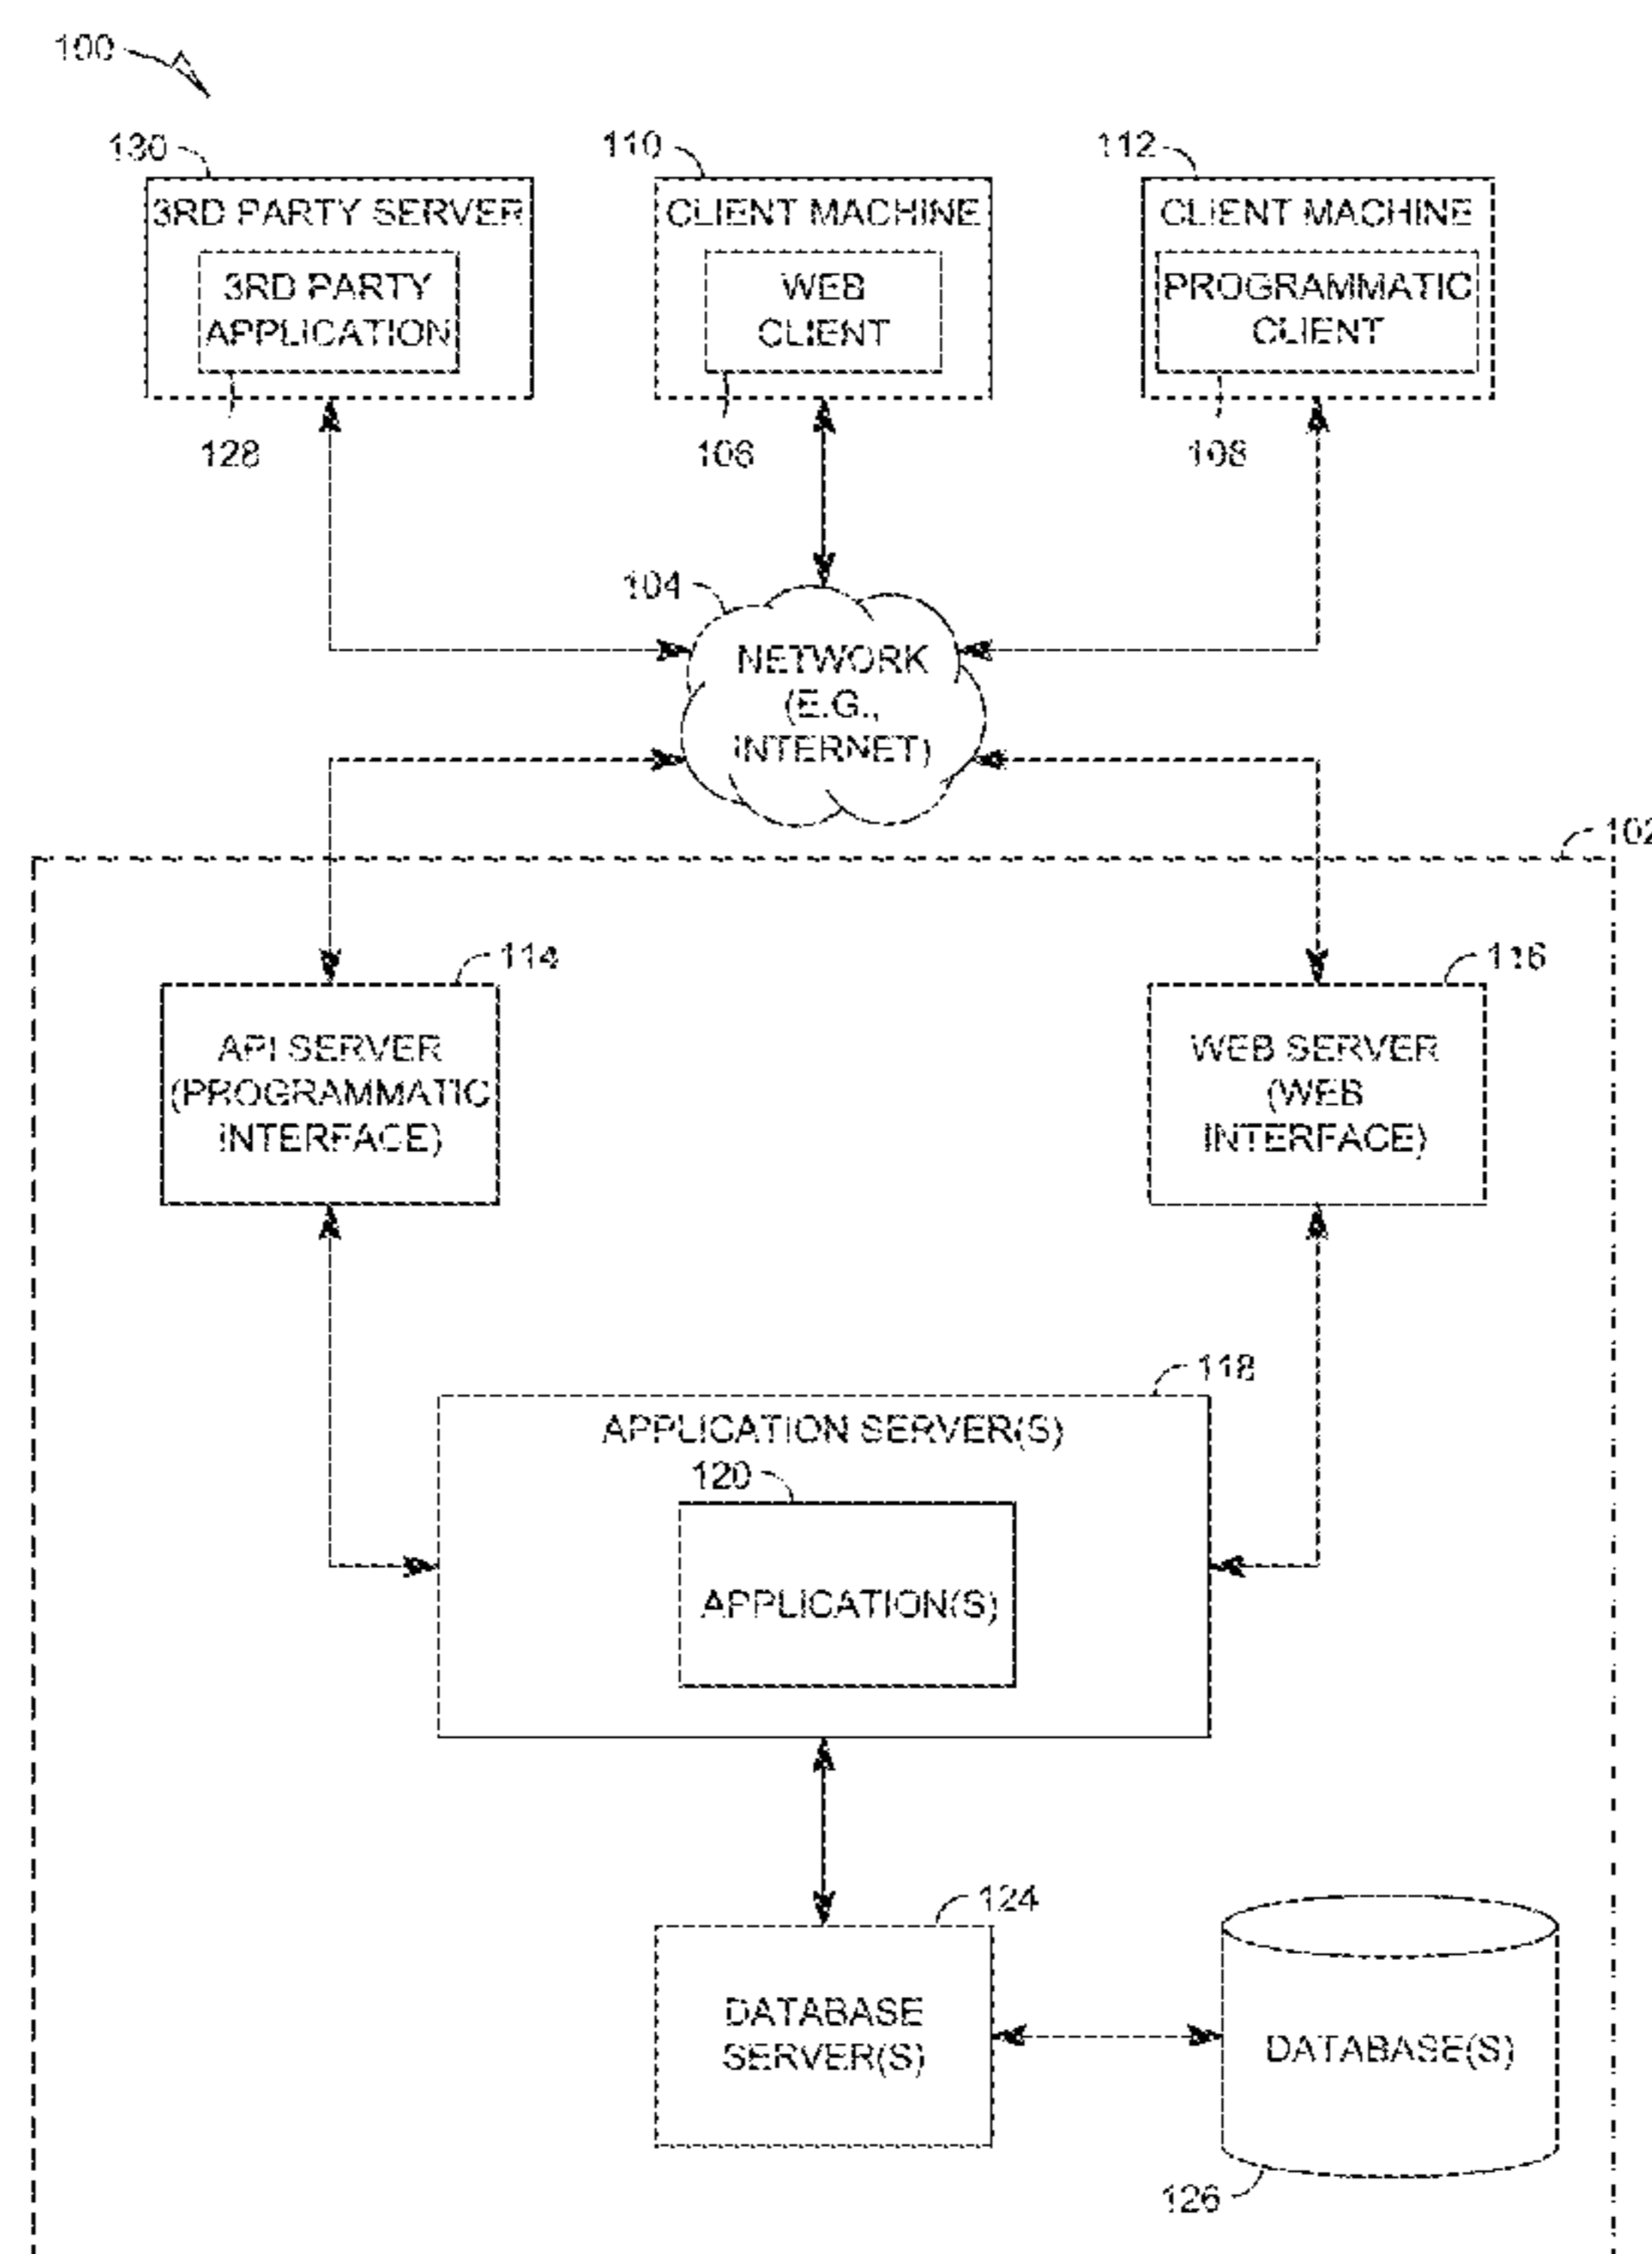 100
130
110
112
3RD PARTY SERVER
CLIENT MACHINE
CLIENT MACHINE
3RD PARTY
APPLICATION
WEB
CLIENT
PROGRAMMATIC
CLIENT
128
106
108
104
NETWORK
(E.G.,
INTERNET)
102
114
116
API SERVER
(PROGRAMMATIC
INTERFACE)
WEB SERVER
(WEB
INTERFACE)
118
APPLICATION SERVER(S)
120
APPLICATION(S)
124
DATABASE
SERVER(S)
DATABASE(S)
126